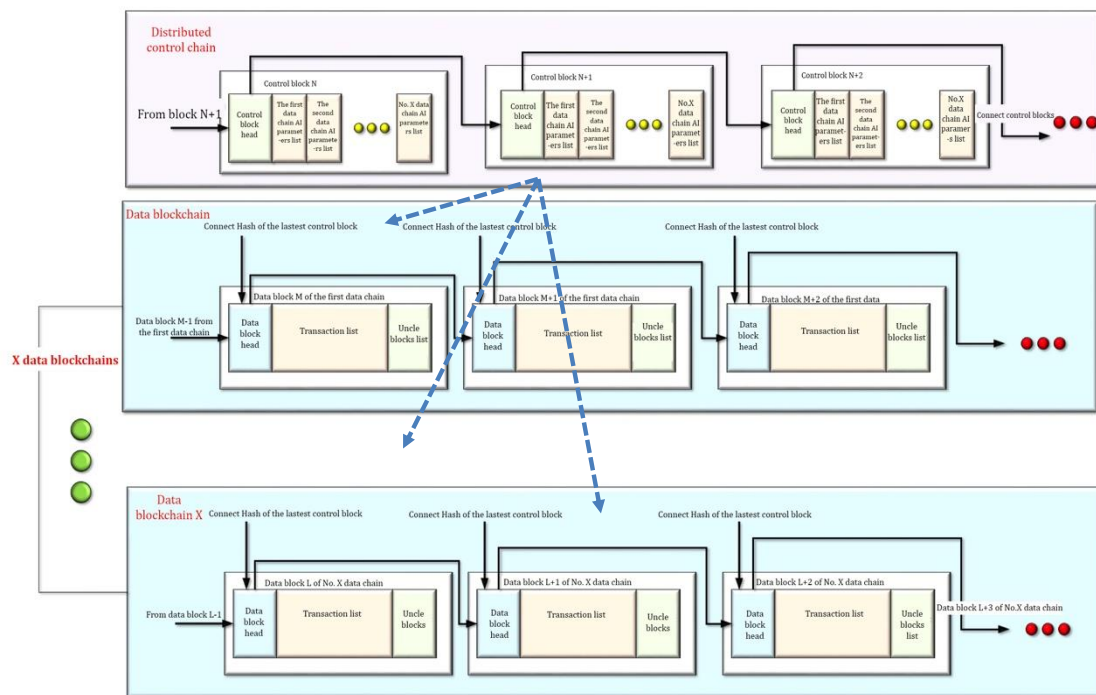 Distributed
control chain
Control block N
Control block N+1
Control block N+2
From block N+1
Control
block
head
The first
data
chain AI
paramet
-ers list
The
second
data
chain AI
paramete
-rs list
No. X data
chain AI
paramete
rs list
Control
block
head
The first
data
chain AI
paramet
-ers list
The
second
data
chain AI
paramet
-ers list
No.X
data
chain AI
paramet-
ers list
Control
block
head
The first
data
chain AI
paramet-
ers list
The
second
data
chain AI
paramet
-ers list
No.X
data
chain AI
paramer-
s list
Connect control blocks
Data blockchain
Connect Hash of the lastest control block
Connect Hash of the lastest control block
Connect Hash of the lastest control block
Data block M of the first data chain
Data block M+1 of the first data chain
Data block M+2 of the first data
Data block M-1 from
the first data chain
Data
block
head
Transaction list
Uncle
blocks list
Data
block
head
Transaction list
Uncle
blocks list
Data
block
head
Transaction list
Uncle
blocks list
X data blockchains
Data
blockchain X
Connect Hash of the lastest control block
Connect Hash of the lastest control block
Connect Hash of the lastest control block
Data block L of No. X data chain
Data block L+1 of No. X data chain
Data block L+2 of No. X data chain
From data block L-1
Data
block
head
Transaction list
Uncle
blocks
Data
block
head
Transaction list
Uncle
blocks
Data
block
head
Transaction list
Uncle
blocks
list
Data block L+3 of No.X data chain